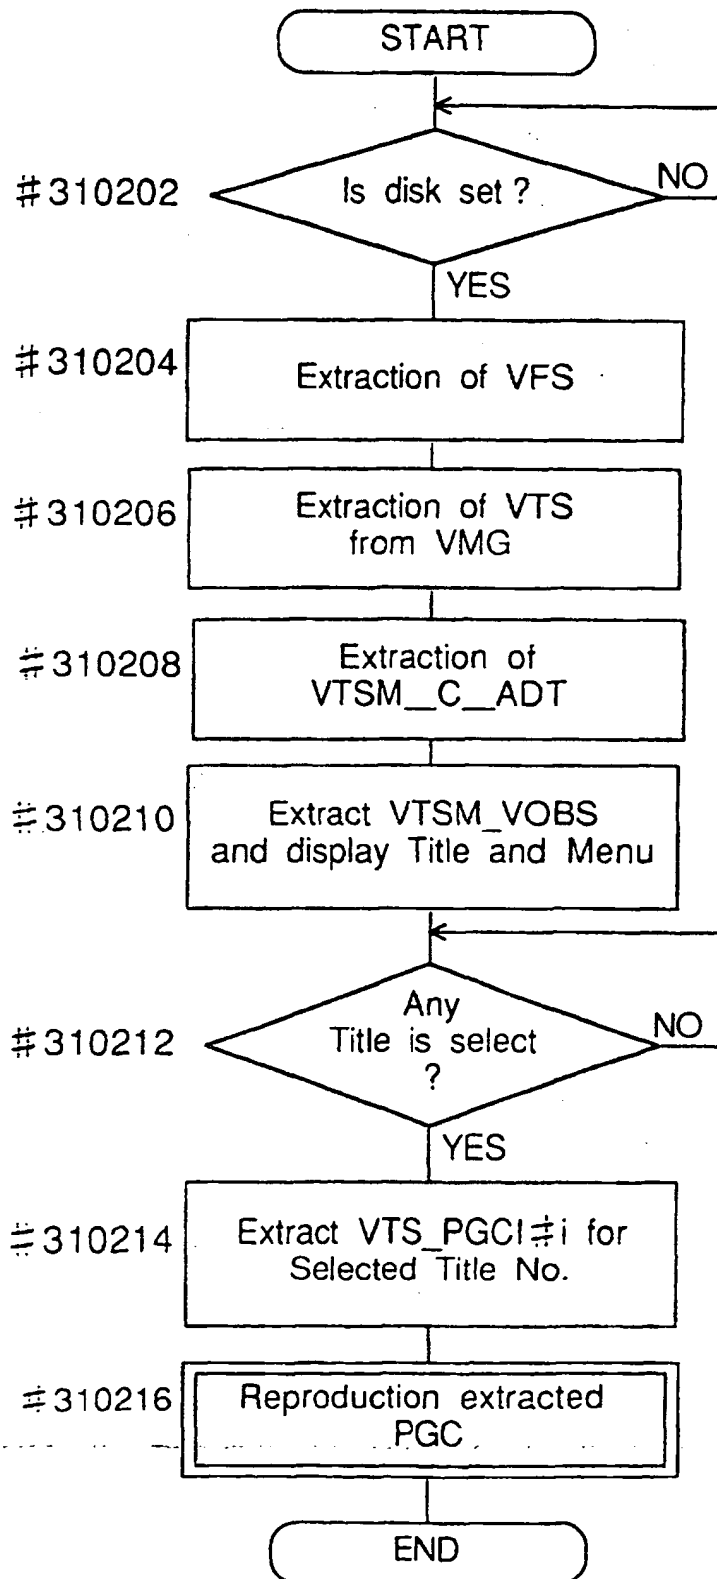 START
#310202
Is disk set ?
NO
YES
#310204
Extraction of VFS
#310206
Extraction of VTS
from VMG
#310208
Extraction of
VTSM__C__ADT
#310210
Extract VTSM_VOBS
and display Title and Menu
#310212
Any
Title is select
?
NO
YES
#310214
Extract VTS_PGCI#i for
Selected Title No.
#310216
Reproduction extracted
PGC
END